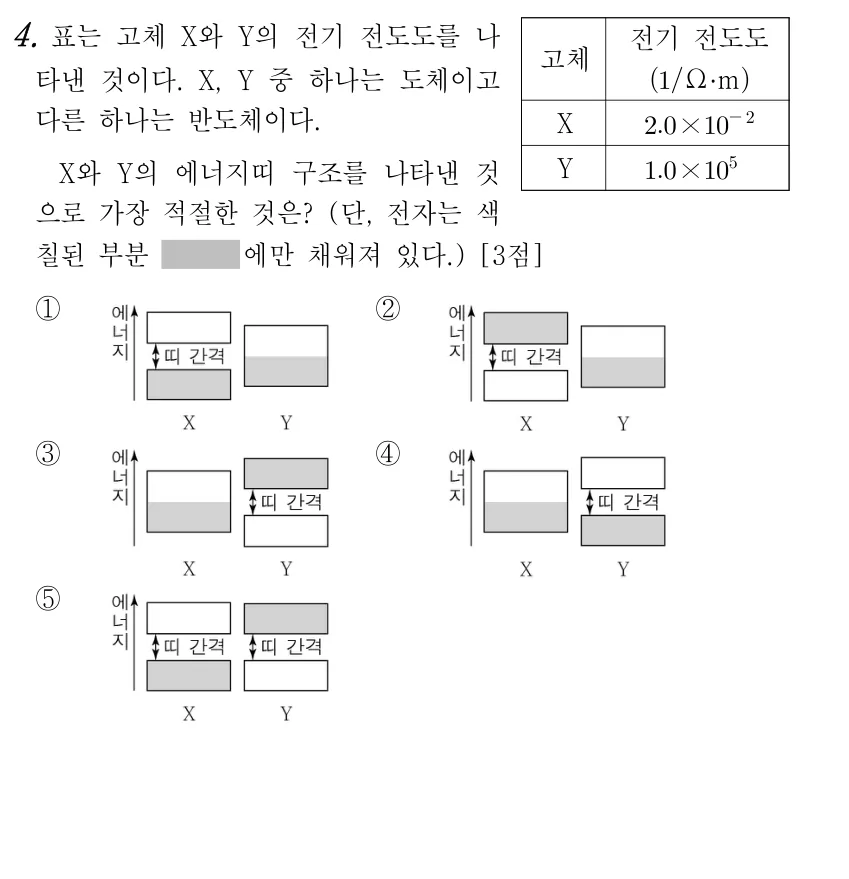 4. 표는 고체 X와 Y의 전기 전도도를 나
타낸 것이다. X, Y 중 하나는 도체이고
다른 하나는 반도체이다.
고체 전기 전도도 (1/Ω·m)
X 2.0×10⁻²
Y 1.0×10⁵
X와 Y의 에너지띠 구조를 나타낸 것
으로 가장 적절한 것은? (단, 전자는 색
칠된 부분 에만 채워져 있다.) [3점]
① 에너지 띠 간격
X Y
② 에너지 띠 간격
X Y
③ 에너지 띠 간격
X Y
④ 에너지 띠 간격
X Y
⑤ 에너지 띠 간격 띠 간격
X Y